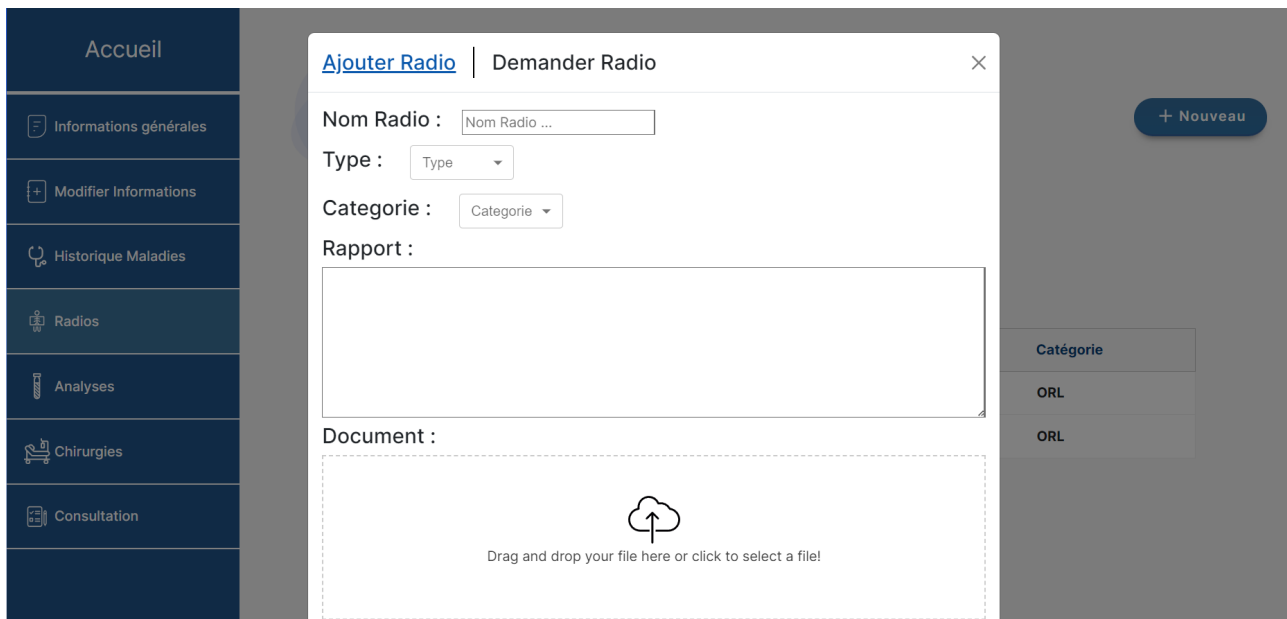 Accueil
Informations générales
Modifier Informations
Historique Maladies
Radios
Analyses
Chirurgies
Consultation
Ajouter Radio | Demander Radio ×
Nom Radio : Nom Radio ...
Type : Type
Categorie : Categorie
Rapport :
Document :
Drag and drop your file here or click to select a file!
+ Nouveau
Catégorie
ORL
ORL